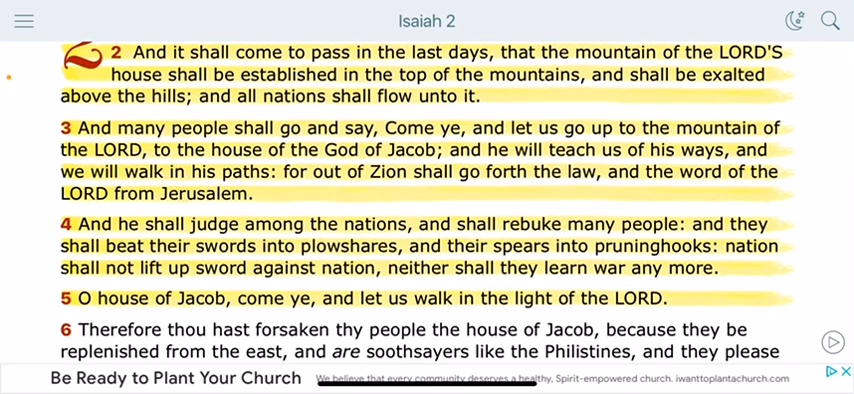 Isaiah 2
2 And it shall come to pass in the last days, that the mountain of the LORD'S
house shall be established in the top of the mountains, and shall be exalted
above the hills; and all nations shall flow unto it.
3 And many people shall go and say, Come ye, and let us go up to the mountain of
the LORD, to the house of the God of Jacob; and he will teach us of his ways, and
we will walk in his paths: for out of Zion shall go forth the law, and the word of the
LORD from Jerusalem.
4 And he shall judge among the nations, and shall rebuke many people: and they
shall beat their swords into plowshares, and their spears into pruninghooks: nation
shall not lift up sword against nation, neither shall they learn war any more.
5 O house of Jacob, come ye, and let us walk in the light of the LORD.
6 Therefore thou hast forsaken thy people the house of Jacob, because they be
replenished from the east, and are soothsayers like the Philistines, and they please
Be Ready to Plant Your Church We believe that every community deserves a healthy, Spirit-empowered church. iwanttoplantachurch.com